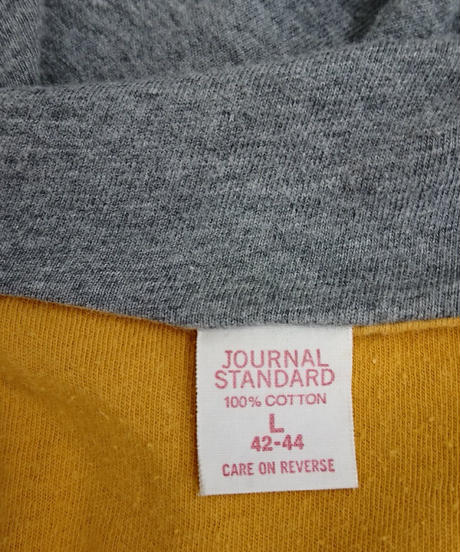 JOURNAL
STANDARD
100% COTTON
L
42-44
CARE ON REVERSE